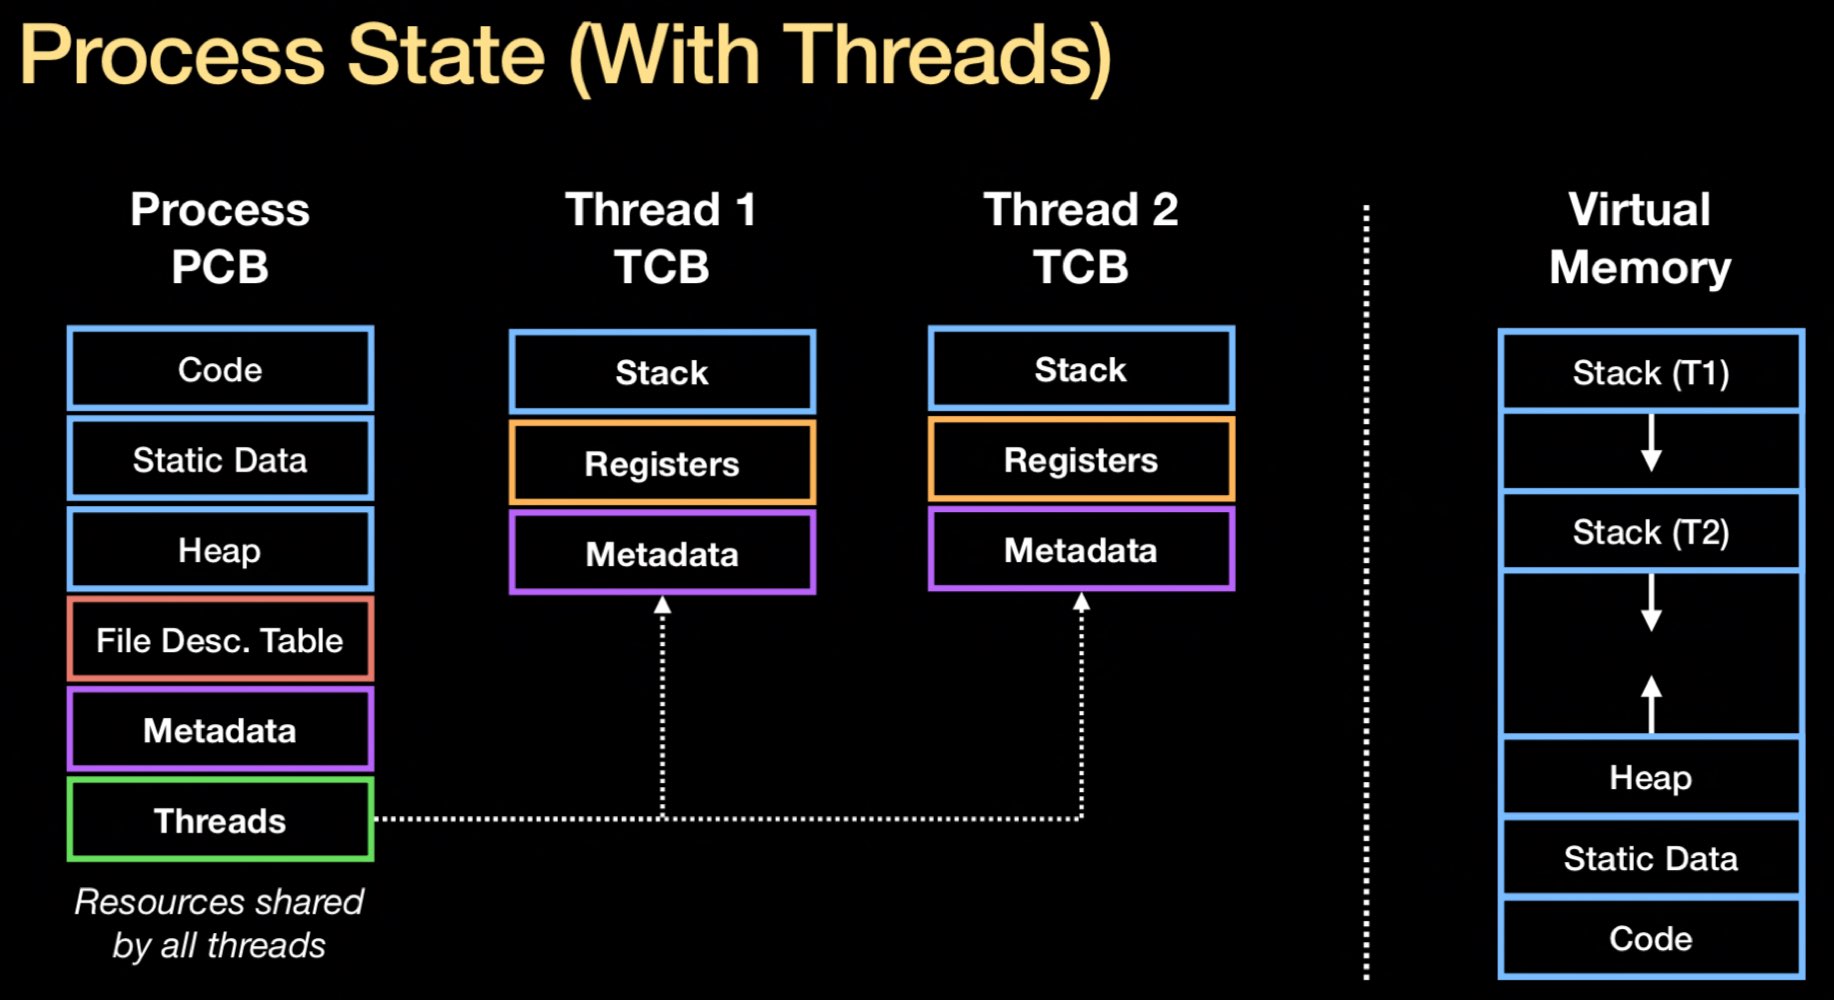 Process State (With Threads)
Process
PCB
Code
Static Data
Heap
File Desc. Table
Metadata
Threads
Resources shared
by all threads
Thread 1
TCB
Stack
Registers
Metadata
Thread 2
TCB
Stack
Registers
Metadata
Virtual
Memory
Stack (T1)
Stack (T2)
Heap
Static Data
Code